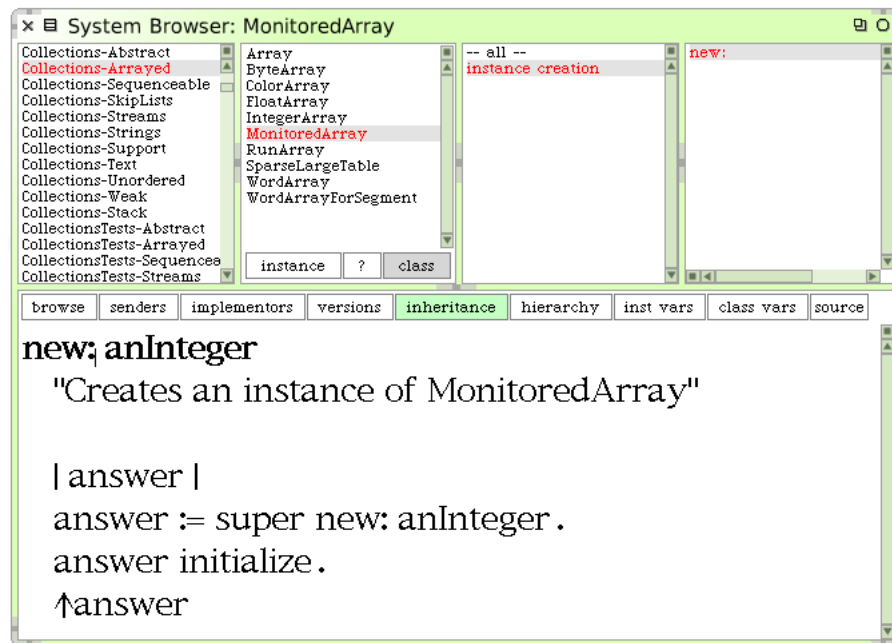 System Browser: MonitoredArray
Collections-Abstract
Collections-Arrayed
Collections-Sequenceable
Collections-SkipLists
Collections-Streams
Collections-Strings
Collections-Support
Collections-Text
Collections-Unordered
Collections-Weak
Collections-Stack
CollectionsTests-Abstract
CollectionsTests-Arrayed
CollectionsTests-Sequencea
CollectionsTests-Streams
Array
ByteArray
ColorArray
FloatArray
IntegerArray
MonitoredArray
RunArray
SparseLargeTable
WordArray
WordArrayForSegment
instance ? class
-- all --
instance creation
new:
browse senders implementors versions inheritance hierarchy inst vars class vars source
new: anInteger
"Creates an instance of MonitoredArray"
| answer |
answer := super new: anInteger .
answer initialize .
↑answer